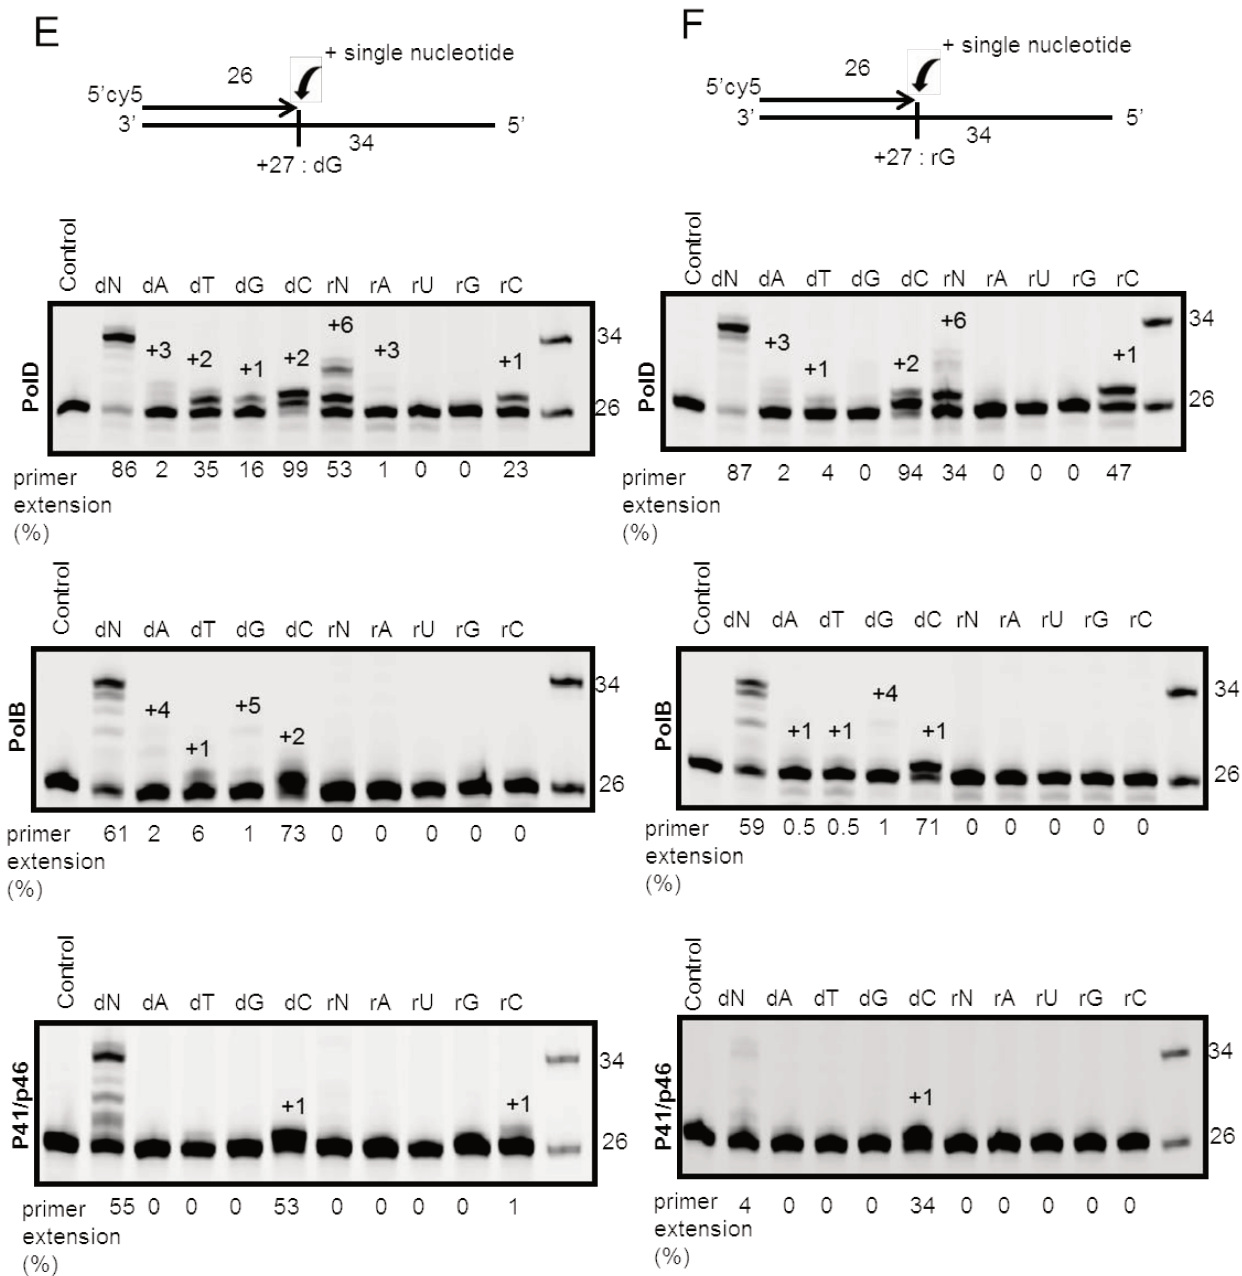 E
+ single nucleotide
26
5'cy5
3'
5'
34
+27 : dG
Control
dN dA dT dG dC rN rA rU rG rC
PolD
+3 +2 +1 +2 +6 +3 +1
34
26
primer extension (%)
86 2 35 16 99 53 1 0 0 23
Control
dN dA dT dG dC rN rA rU rG rC
PolB
+4 +1 +5 +2
34
26
primer extension (%)
61 2 6 1 73 0 0 0 0 0
Control
dN dA dT dG dC rN rA rU rG rC
P41/p46
+1 +1
34
26
primer extension (%)
55 0 0 0 53 0 0 0 0 1
F
+ single nucleotide
26
5'cy5
3'
5'
34
+27 : rG
Control
dN dA dT dG dC rN rA rU rG rC
PolD
+3 +1 +2 +6 +1
34
26
primer extension (%)
87 2 4 0 94 34 0 0 0 47
Control
dN dA dT dG dC rN rA rU rG rC
PolB
+1 +1 +4 +1
34
26
primer extension (%)
59 0.5 0.5 1 71 0 0 0 0 0
Control
dN dA dT dG dC rN rA rU rG rC
P41/p46
+1
34
26
primer extension (%)
4 0 0 0 34 0 0 0 0 0